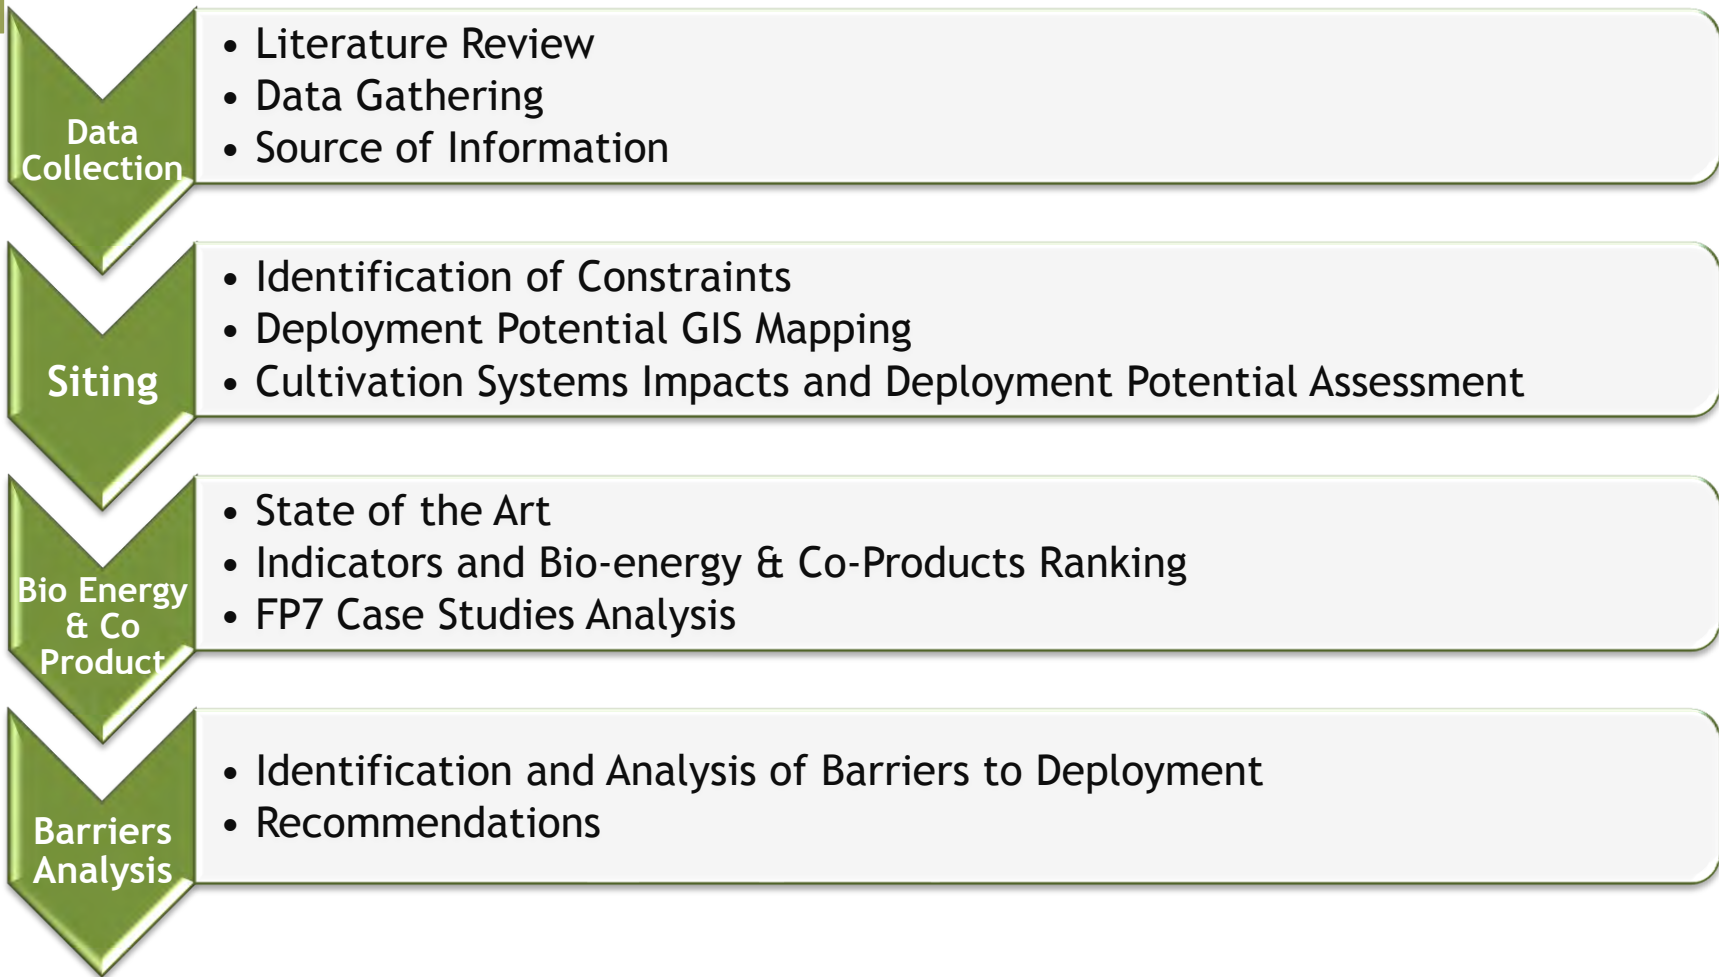 Data
Collection
• Literature Review
• Data Gathering
• Source of Information
Siting
• Identification of Constraints
• Deployment Potential GIS Mapping
• Cultivation Systems Impacts and Deployment Potential Assessment
Bio Energy
& Co
Product
• State of the Art
• Indicators and Bio-energy & Co-Products Ranking
• FP7 Case Studies Analysis
Barriers
Analysis
• Identification and Analysis of Barriers to Deployment
• Recommendations